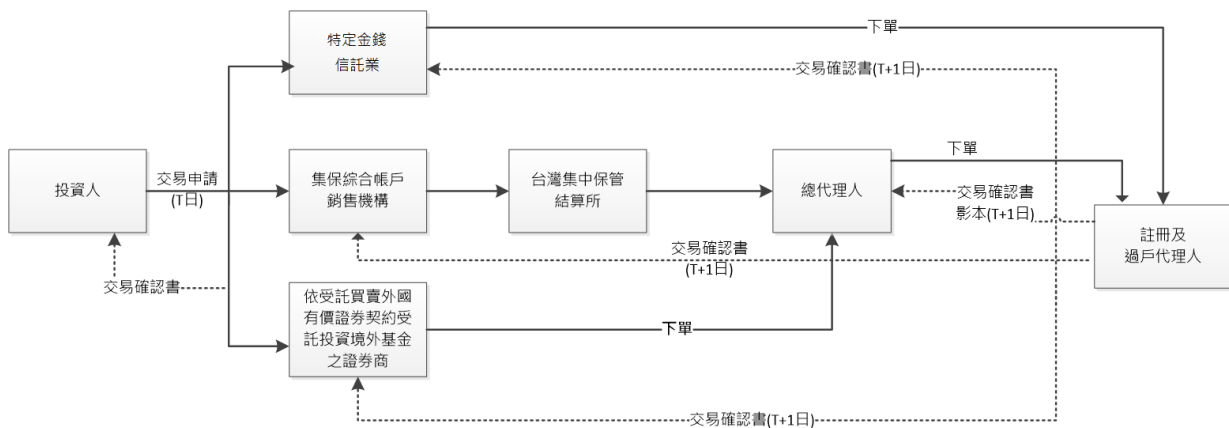 特定金錢
信託業
下單
交易確認書(T+1日)
投資人
交易申請
(T日)
集保綜合帳戶
銷售機構
台灣集中保管
結算所
總代理人
下單
交易確認書
影本(T+1日)
註冊及
過戶代理人
交易確認書
(T+1日)
交易確認書
依受託買賣外國
有價證券契約受
託投資境外基金
之證券商
下單
交易確認書(T+1日)